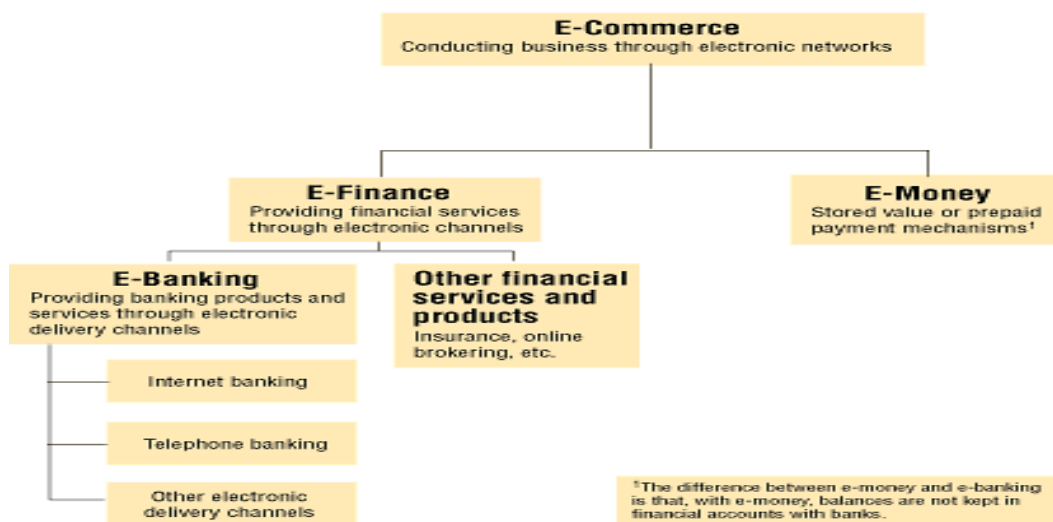 E-Commerce
Conducting business through electronic networks
E-Finance
Providing financial services
through electronic channels
E-Money
Stored value or prepaid
payment mechanisms¹
E-Banking
Providing banking products and
services through electronic
delivery channels
Other financial
services and
products
Insurance, online
brokering, etc.
Internet banking
Telephone banking
Other electronic
delivery channels
¹The difference between e-money and e-banking
is that, with e-money, balances are not kept in
financial accounts with banks.